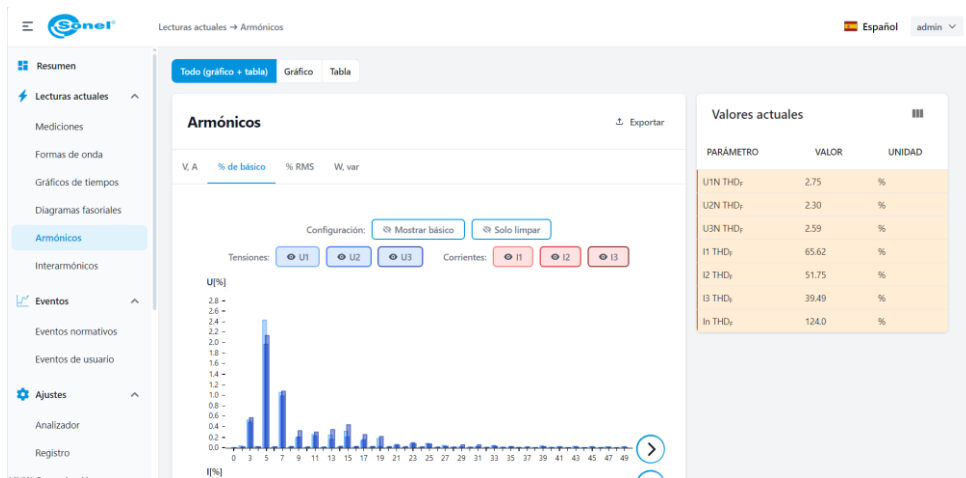 Sonel®
Lecturas actuales → Armónicos
Español
admin
Resumen
Lecturas actuales
Mediciones
Formas de onda
Gráficos de tiempos
Diagramas fasoriales
Armónicos
Interarmónicos
Eventos
Eventos normativos
Eventos de usuario
Ajustes
Analizador
Registro
Todo (gráfico + tabla) Gráfico Tabla
Armónicos
Exportar
V, A % de básico % RMS W, var
Configuración: Mostrar básico Solo limpar
Tensiones: U1 U2 U3 Corrientes: I1 I2 I3
U[%]
2.8
2.6
2.4
2.2
2.0
1.8
1.6
1.4
1.2
1.0
0.8
0.6
0.4
0.2
0.0
0 3 5 7 9 11 13 15 17 19 21 23 25 27 29 31 33 35 37 39 41 43 45 47 49
I[%]
Valores actuales
PARÁMETRO VALOR UNIDAD
U1N THDF 2.75 %
U2N THDF 2.30 %
U3N THDF 2.59 %
I1 THDF 65.62 %
I2 THDF 51.75 %
I3 THDF 39.49 %
In THDF 124.0 %